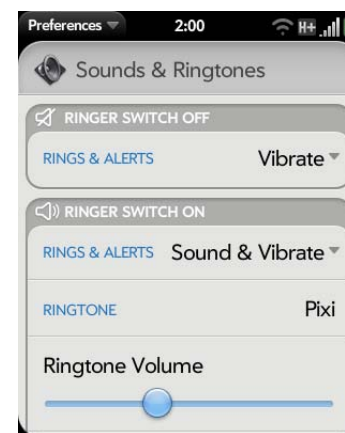 Preferences 2:00 H+
Sounds & Ringtones
RINGER SWITCH OFF
RINGS & ALERTS Vibrate
RINGER SWITCH ON
RINGS & ALERTS Sound & Vibrate
RINGTONE Pixi
Ringtone Volume